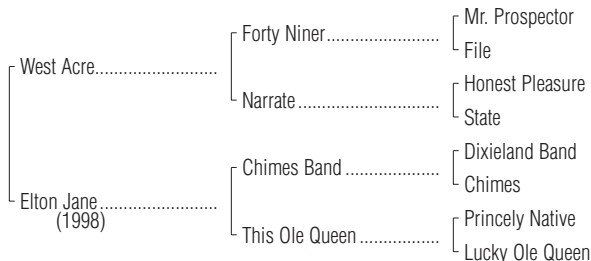 Mr. Prospector
Forty Niner........................
File
West Acre..........................
Honest Pleasure
Narrate..............................
State
Dixieland Band
Chimes Band....................
Chimes
Elton Jane.........................
(1998)
Princely Native
This Ole Queen.................
Lucky Ole Queen